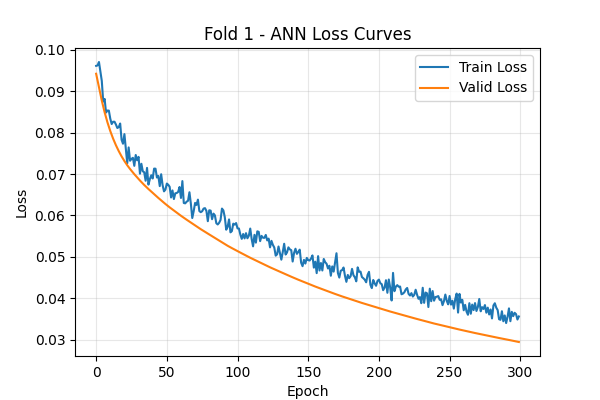 Fold 1 - ANN Loss Curves
Train Loss
Valid Loss
0.10
0.09
0.08
0.07
0.06
0.05
0.04
0.03
Loss
0 50 100 150 200 250 300
Epoch